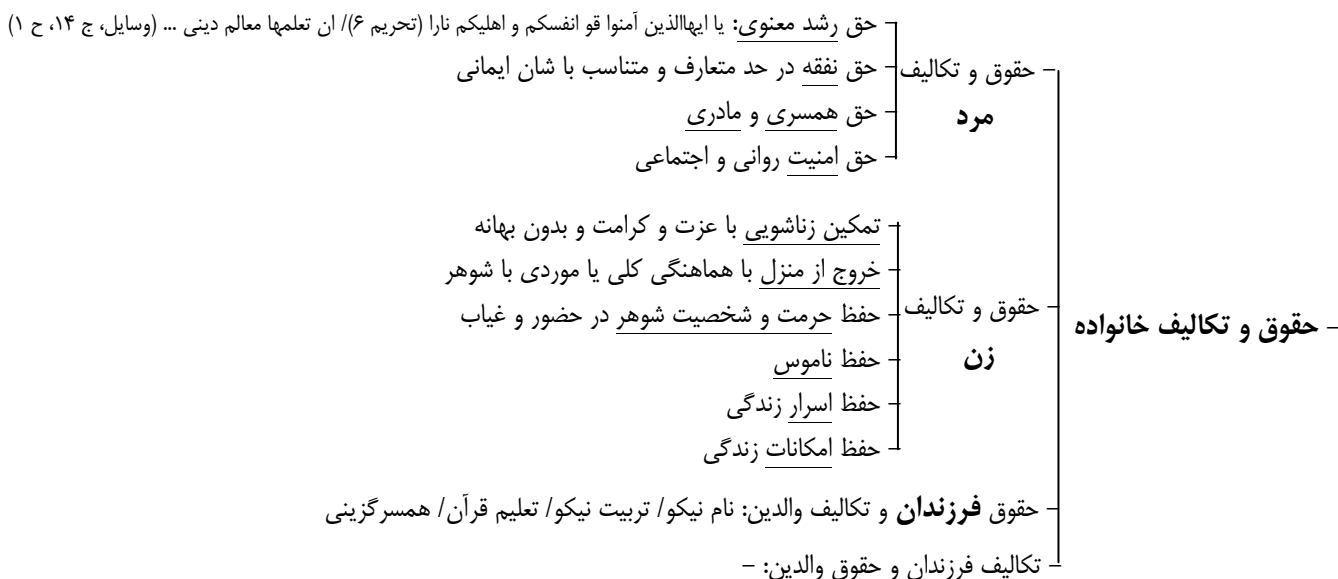 – حقوق و تکالیف خانواده
– حقوق و تکالیف
مرد
– حق رشد معنوی: یا ایهاالذین آمنوا قو انفسکم و اهلیکم نارا (تحریم ۶)/ ان تعلمها معالم دینی ... (وسایل، ج ۱۴، ح ۱)
– حق نفقه در حد متعارف و متناسب با شان ایمانی
– حق همسری و مادری
– حق امنیت روانی و اجتماعی
– حقوق و تکالیف
زن
– تمکین زناشویی با عزت و کرامت و بدون بهانه
– خروج از منزل با هماهنگی کلی یا موردی با شوهر
– حفظ حرمت و شخصیت شوهر در حضور و غیاب
– حفظ ناموس
– حفظ اسرار زندگی
– حفظ امکانات زندگی
– حقوق فرزندان و تکالیف والدین: نام نیکو/ تربیت نیکو/ تعلیم قرآن/ همسرگزینی
– تکالیف فرزندان و حقوق والدین: –